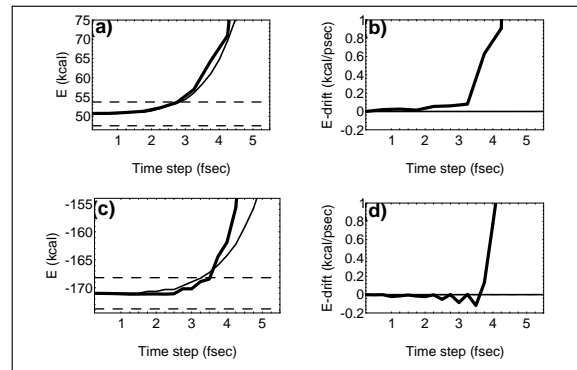 a)
E (kcal)
75
70
65
60
55
50
1 2 3 4 5
Time step (fsec)
b)
E-drift (kcal/psec)
1
0.8
0.6
0.4
0.2
0
-0.2
1 2 3 4 5
Time step (fsec)
(c)
E (kcal)
-155
-160
-165
-170
1 2 3 4 5
Time step (fsec)
d)
E-drift (kcal/psec)
1
0.8
0.6
0.4
0.2
0
-0.2
1 2 3 4 5
Time step (fsec)